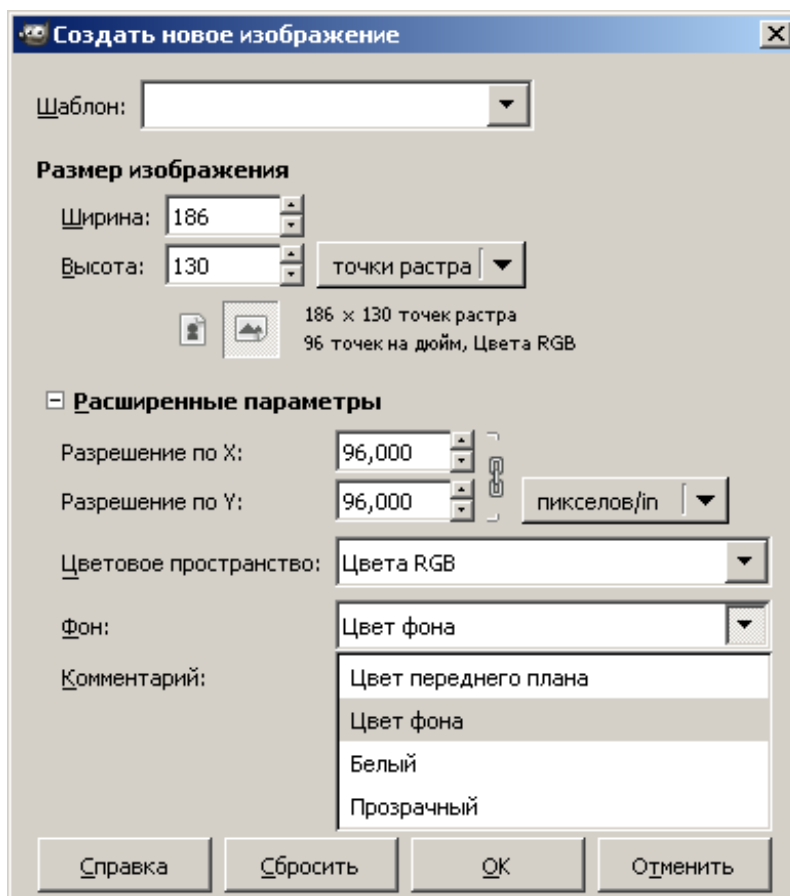 Создать новое изображение
Шаблон:
Размер изображения
Ширина: 186
Высота: 130 точки растра
186 × 130 точек растра
96 точек на дюйм, Цвета RGB
Расширенные параметры
Разрешение по X: 96,000
Разрешение по Y: 96,000 пикселов/in
Цветовое пространство: Цвета RGB
Фон: Цвет фона
Комментарий: Цвет переднего плана
Цвет фона
Белый
Прозрачный
Справка Сбросить OK Отменить